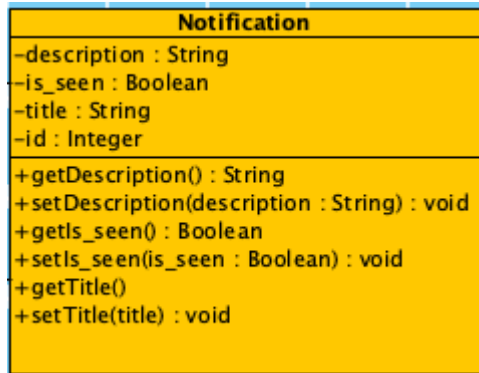 Notification
-description : String
-is_seen : Boolean
-title : String
-id : Integer
+getDescription() : String
+setDescription(description : String) : void
+getIs_seen() : Boolean
+setIs_seen(is_seen : Boolean) : void
+getTitle()
+setTitle(title) : void